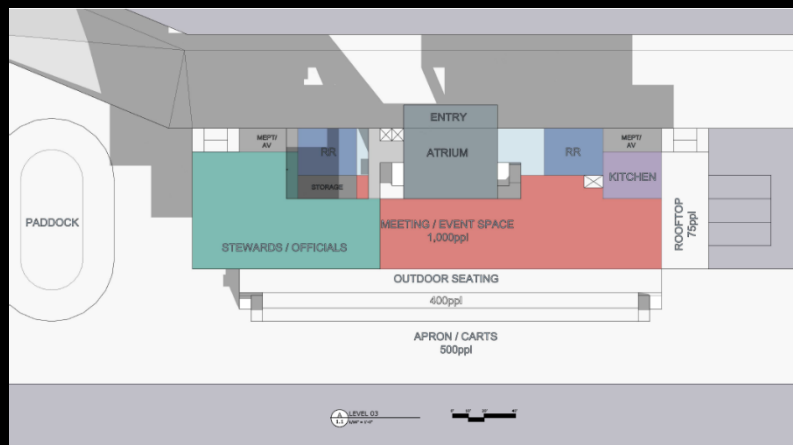 ENTRY
MEPT/
AV
RR
ATRIUM
RR
MEPT/
AV
STORAGE
KITCHEN
PADDOCK
MEETING / EVENT SPACE
1,000ppl
STEWARDS / OFFICIALS
ROOFTOP
75ppl
OUTDOOR SEATING
400ppl
APRON / CARTS
500ppl
A
LEVEL 03